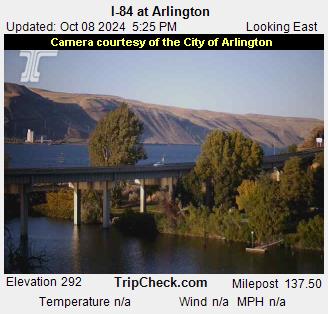 I-84 at Arlington
Updated: Oct 08 2024 5:25 PM Looking East
Camera courtesy of the City of Arlington
Elevation 292 TripCheck.com Milepost 137.50
Temperature n/a Wind n/a MPH n/a